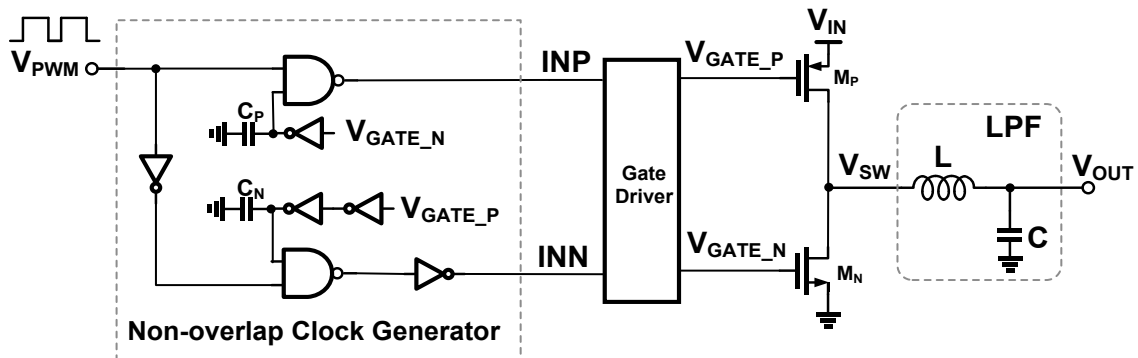 V_PWM
C_P
V_GATE_N
C_N
V_GATE_P
INP
INN
Non-overlap Clock Generator
Gate
Driver
V_GATE_P
V_GATE_N
V_IN
M_P
V_SW
M_N
LPF
L
C
V_OUT